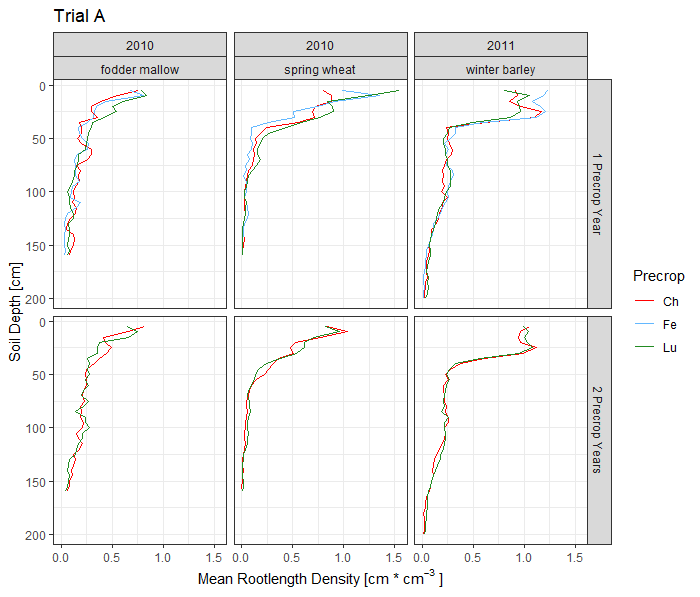 Trial A
2010 2010 2011
fodder mallow spring wheat winter barley
0
50
100
150
200
1 Precrop Year
0
50
100
150
200
2 Precrop Years
Soil Depth [cm]
0.0 0.5 1.0 1.5 0.0 0.5 1.0 1.5 0.0 0.5 1.0 1.5
Mean Rootlength Density [cm * cm⁻³ ]
Precrop
Ch
Fe
Lu